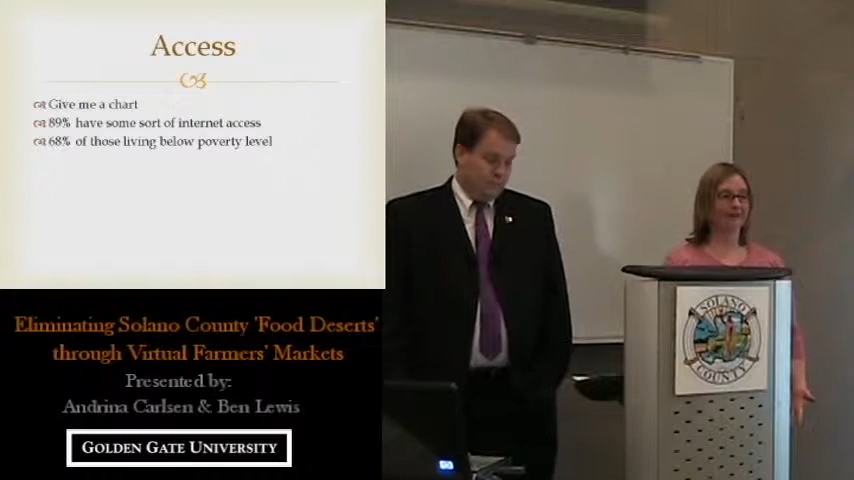 Access
Give me a chart
89% have some sort of internet access
68% of those living below poverty level
Eliminating Solano County 'Food Deserts'
through Virtual Farmers' Markets
Presented by:
Andrina Carlsen & Ben Lewis
GOLDEN GATE UNIVERSITY
SOLANO
COUNTY